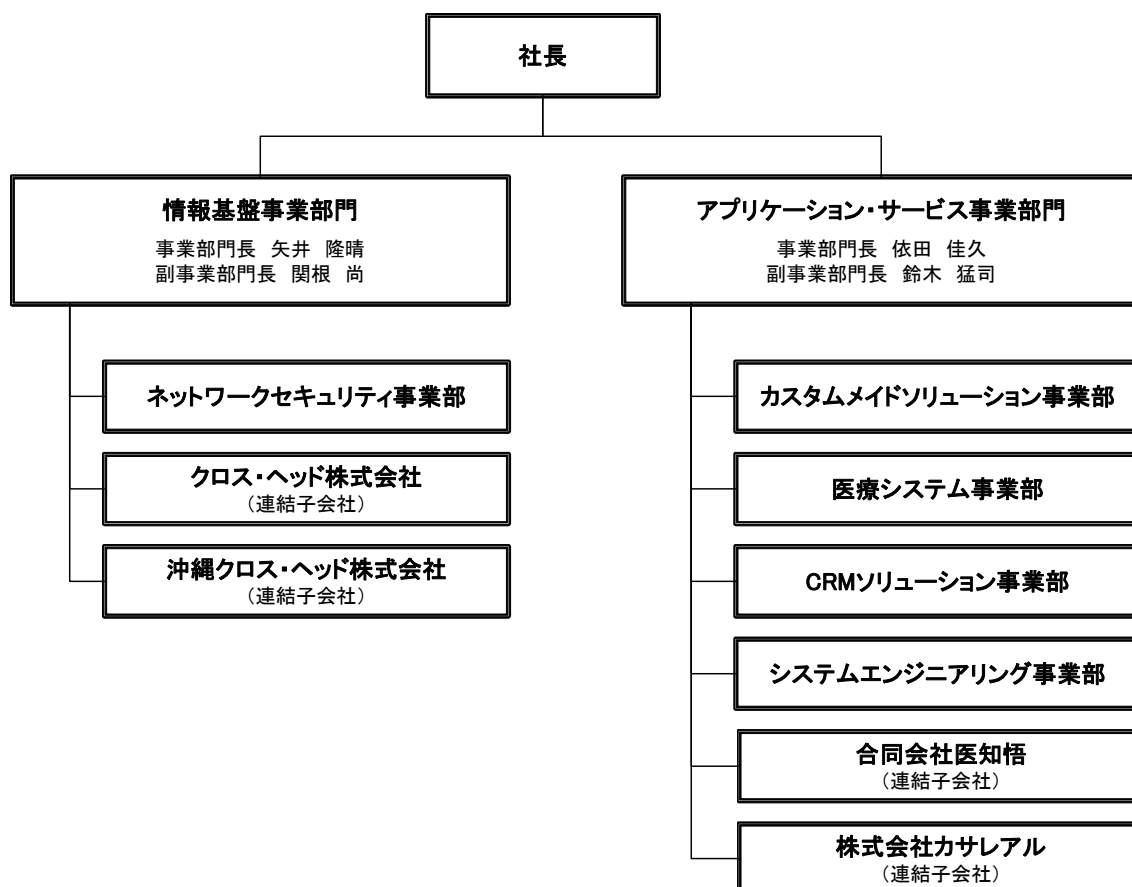 社長
情報基盤事業部門
事業部門長 矢井 隆晴
副事業部門長 関根 尚
ネットワークセキュリティ事業部
クロス・ヘッド株式会社
(連結子会社)
沖縄クロス・ヘッド株式会社
(連結子会社)
アプリケーション・サービス事業部門
事業部門長 依田 佳久
副事業部門長 鈴木 猛司
カスタムメイドソリューション事業部
医療システム事業部
CRMソリューション事業部
システムエンジニアリング事業部
合同会社医知悟
(連結子会社)
株式会社カサレアル
(連結子会社)